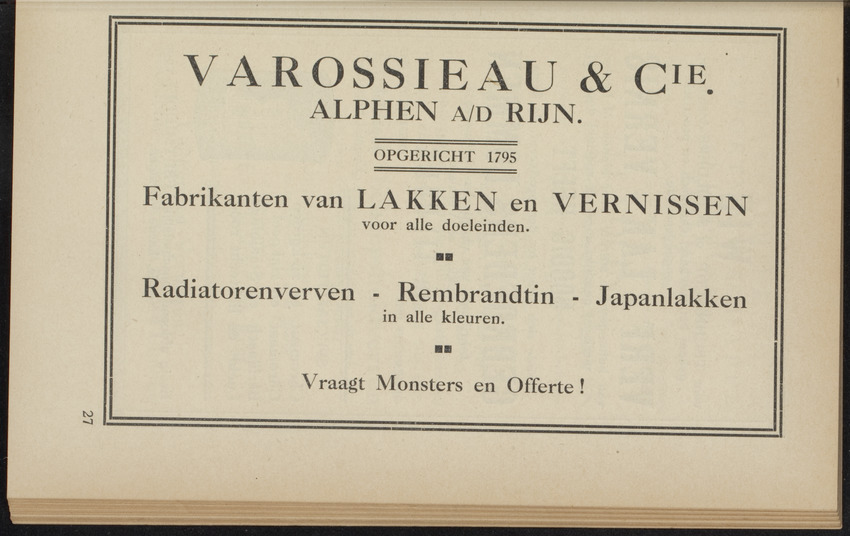 VAROSSIEAU & CIE.
ALPHEN A/D RIJN.
OPGERICHT 1795
Fabrikanten van LAKKEN en VERNISSEN
voor alle doeleinden.
Radiatorenverven - Rembrandtin - Japanlakken
in alle kleuren.
Vraagt Monsters en Offerte!
27